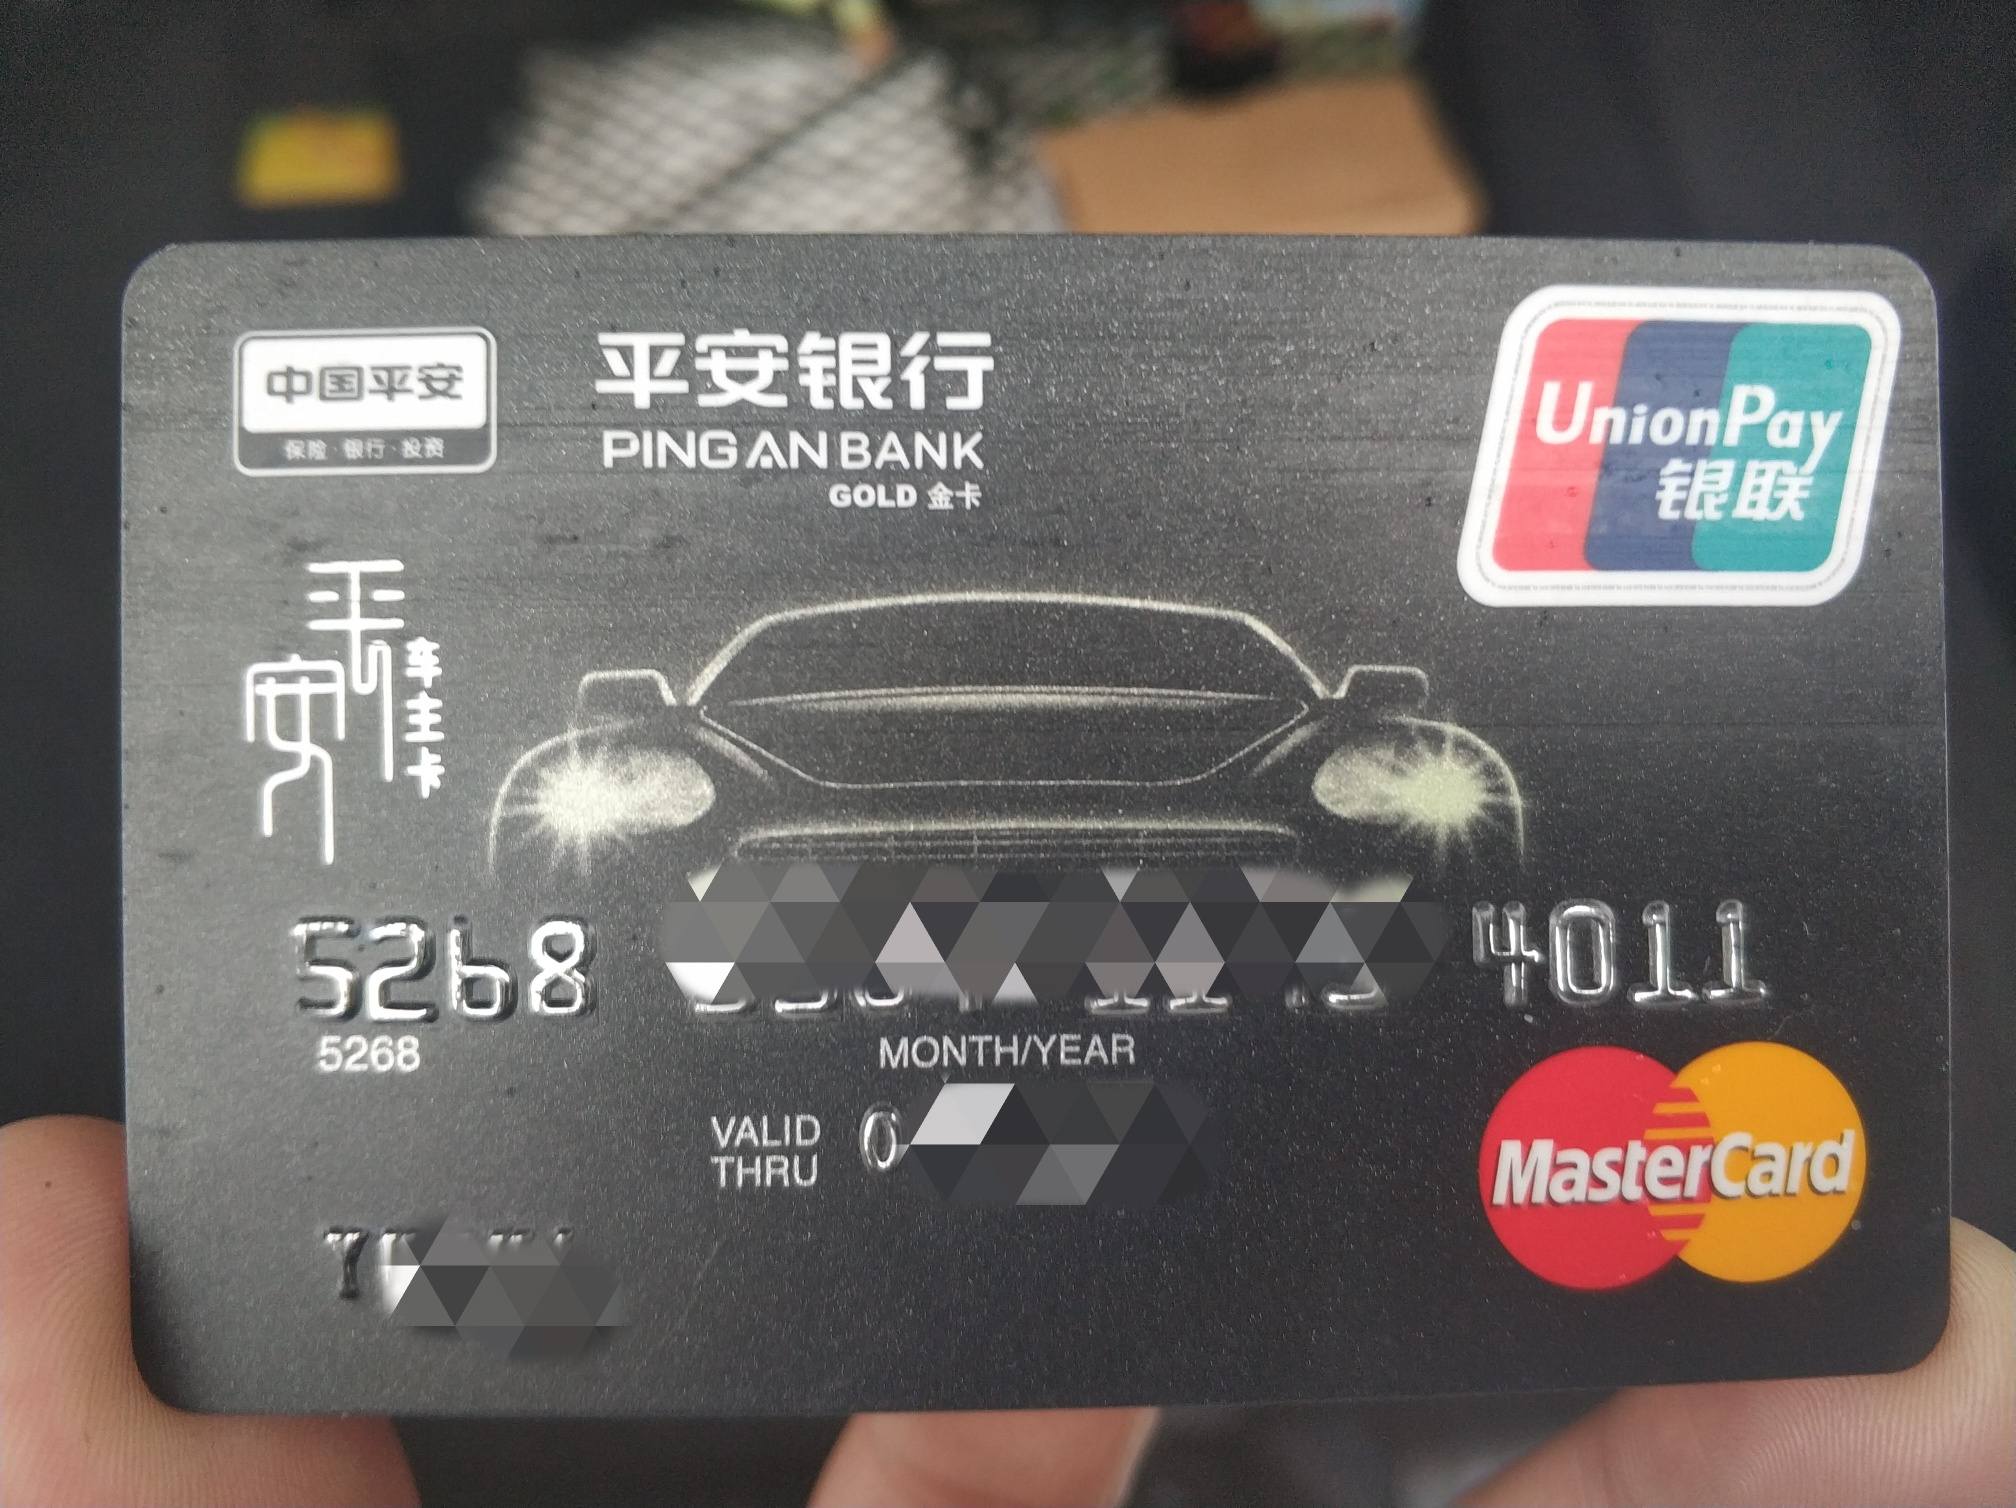 中国平安
保险·银行·投资
平安银行
PING AN BANK
GOLD 金卡
UnionPay
银联
平安
车主卡
5268 4011
5268
MONTH/YEAR
VALID
THRU
0
MasterCard